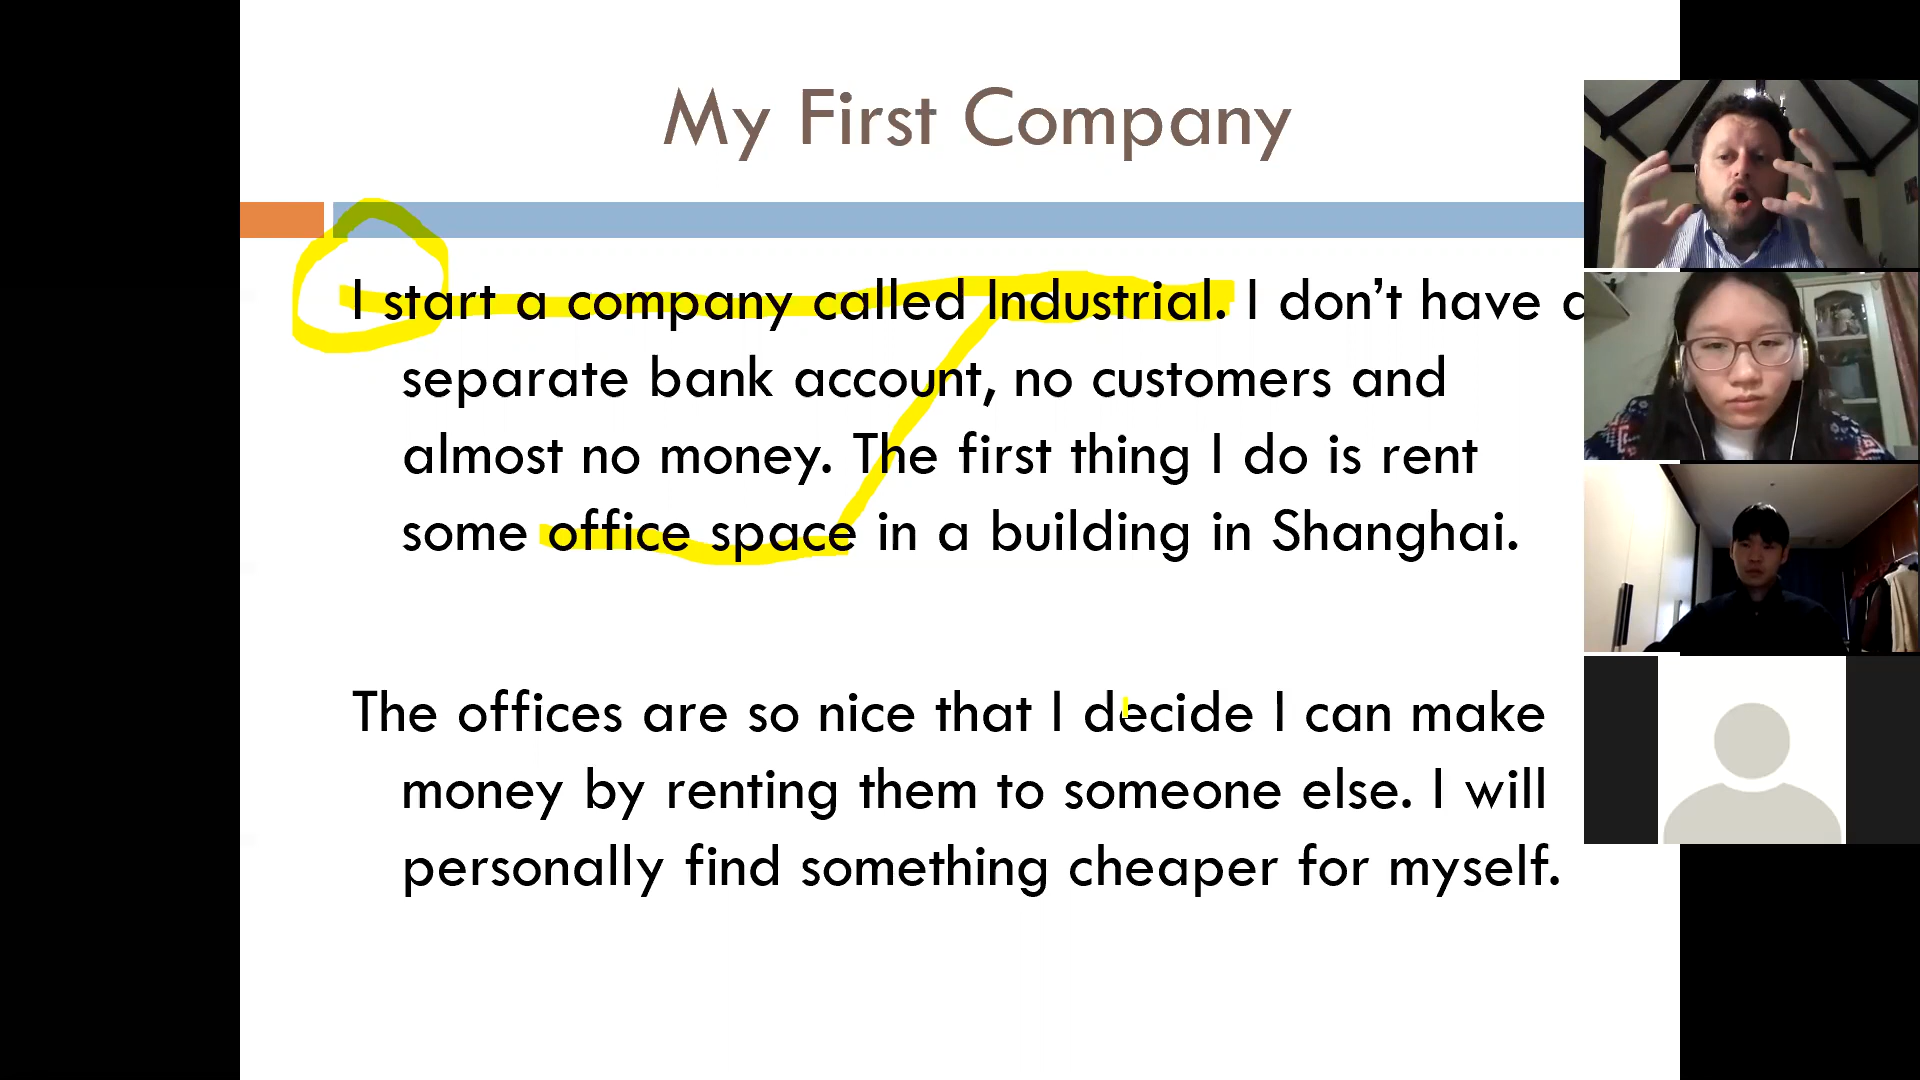 My First Company
I start a company called Industrial. I don't have a
separate bank account, no customers and
almost no money. The first thing I do is rent
some office space in a building in Shanghai.
The offices are so nice that I decide I can make
money by renting them to someone else. I will
personally find something cheaper for myself.